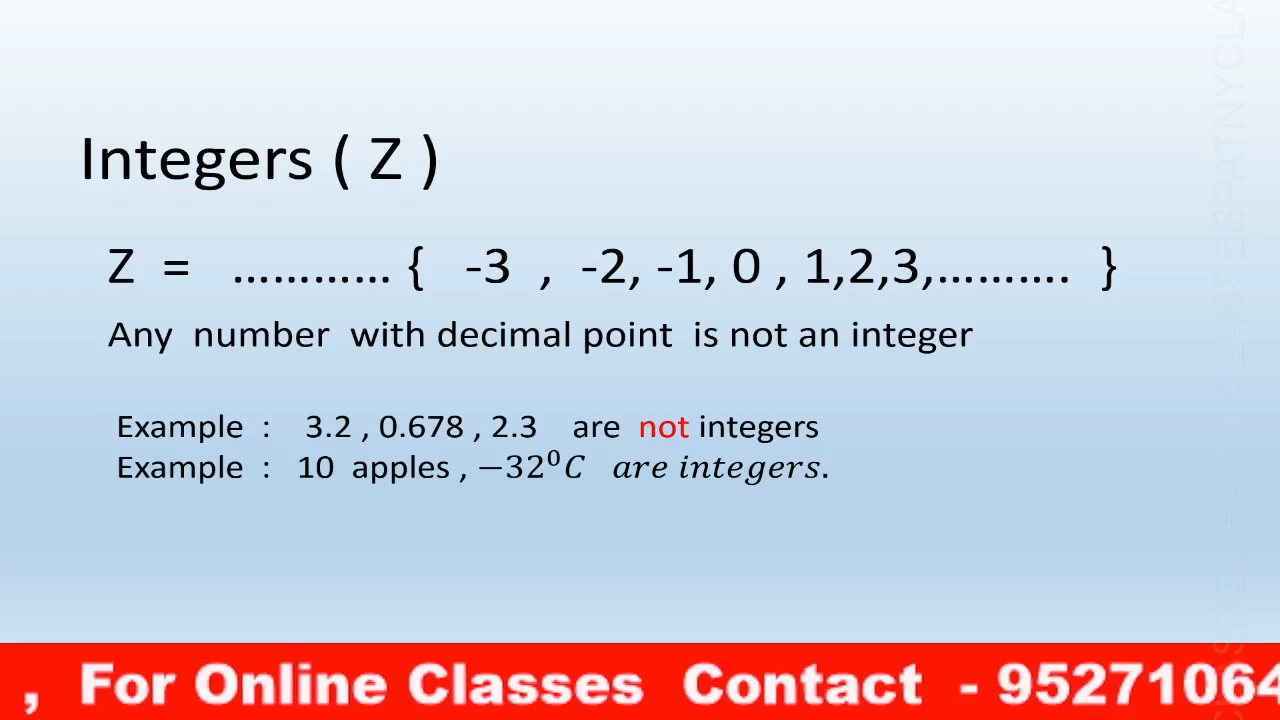 Integers ( Z )
Z = ………… { -3 , -2, -1, 0 , 1,2,3,………. }
Any number with decimal point is not an integer
Example : 3.2 , 0.678 , 2.3 are not integers
Example : 10 apples , −32⁰C are integers.
, For Online Classes Contact - 95271064